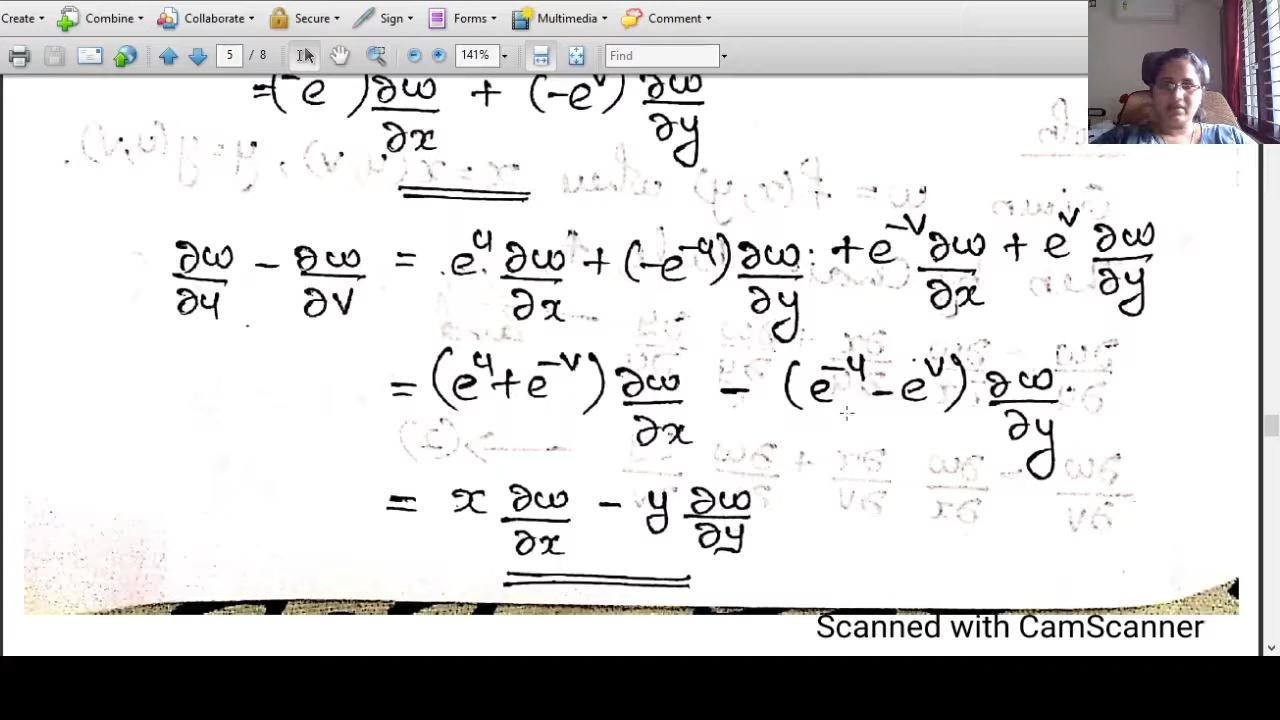 Create Combine Collaborate Secure Sign Forms Multimedia Comment
5 / 8 141% Find
=(-e )∂w/∂x + (-e^v) ∂w/∂y
∂w/∂u - ∂w/∂v = e^u ∂w/∂x + (-e^-u) ∂w/∂y + e^-v ∂w/∂x + e^v ∂w/∂y
= (e^u + e^-v) ∂w/∂x - (e^-u - e^v) ∂w/∂y.
= x ∂w/∂x - y ∂w/∂y
Scanned with CamScanner